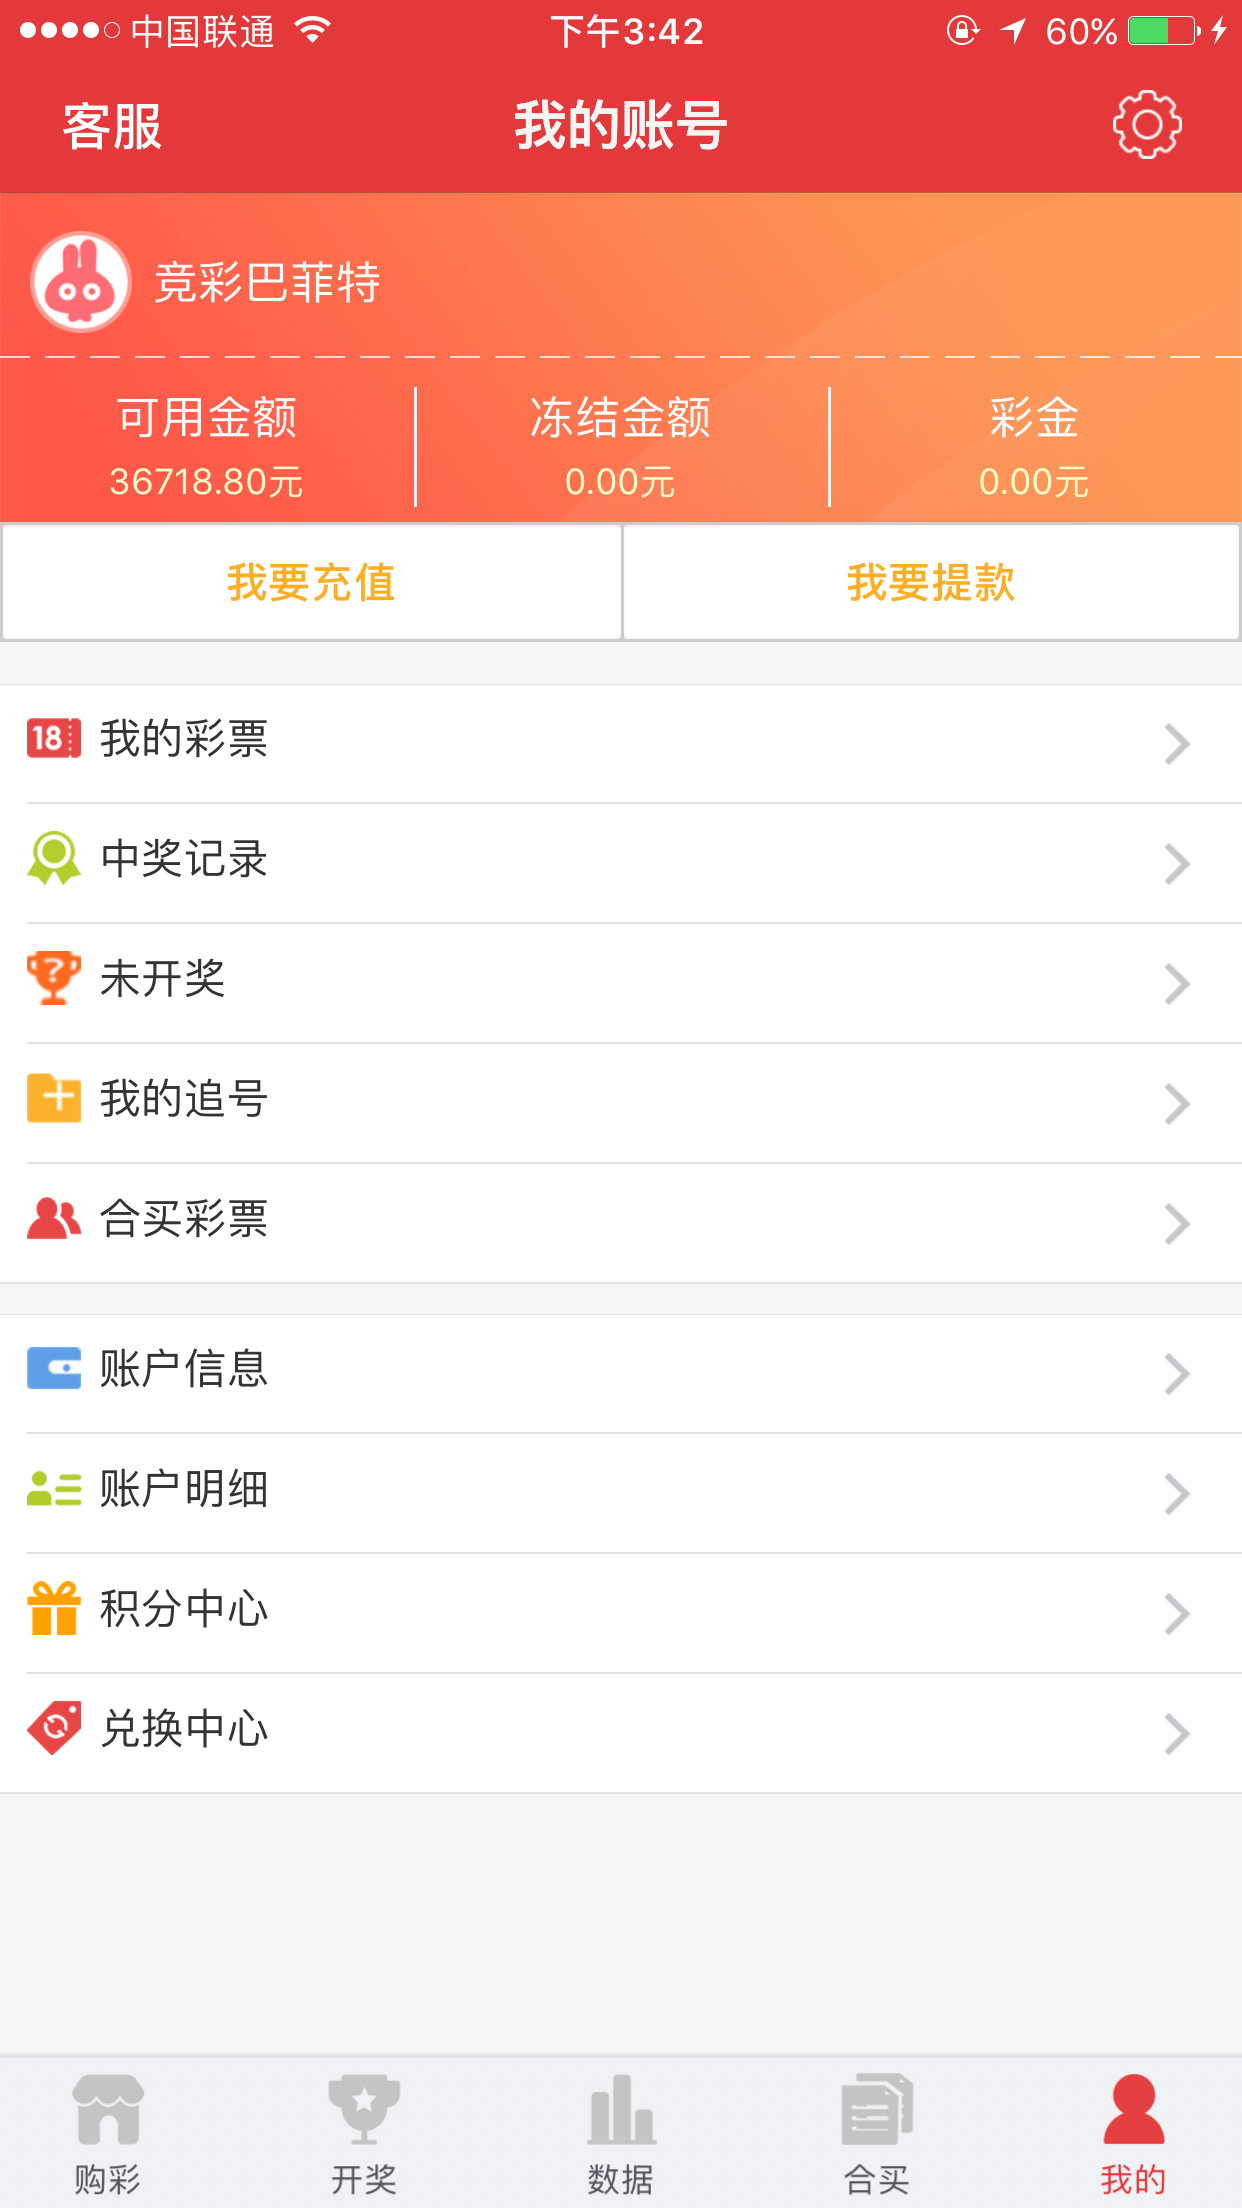 中国联通 下午3:42 60%
客服 我的账号
竞彩巴菲特
可用金额 冻结金额 彩金
36718.80元 0.00元 0.00元
我要充值 我要提款
18 我的彩票
中奖记录
? 未开奖
我的追号
合买彩票
账户信息
账户明细
积分中心
兑换中心
购彩 开奖 数据 合买 我的